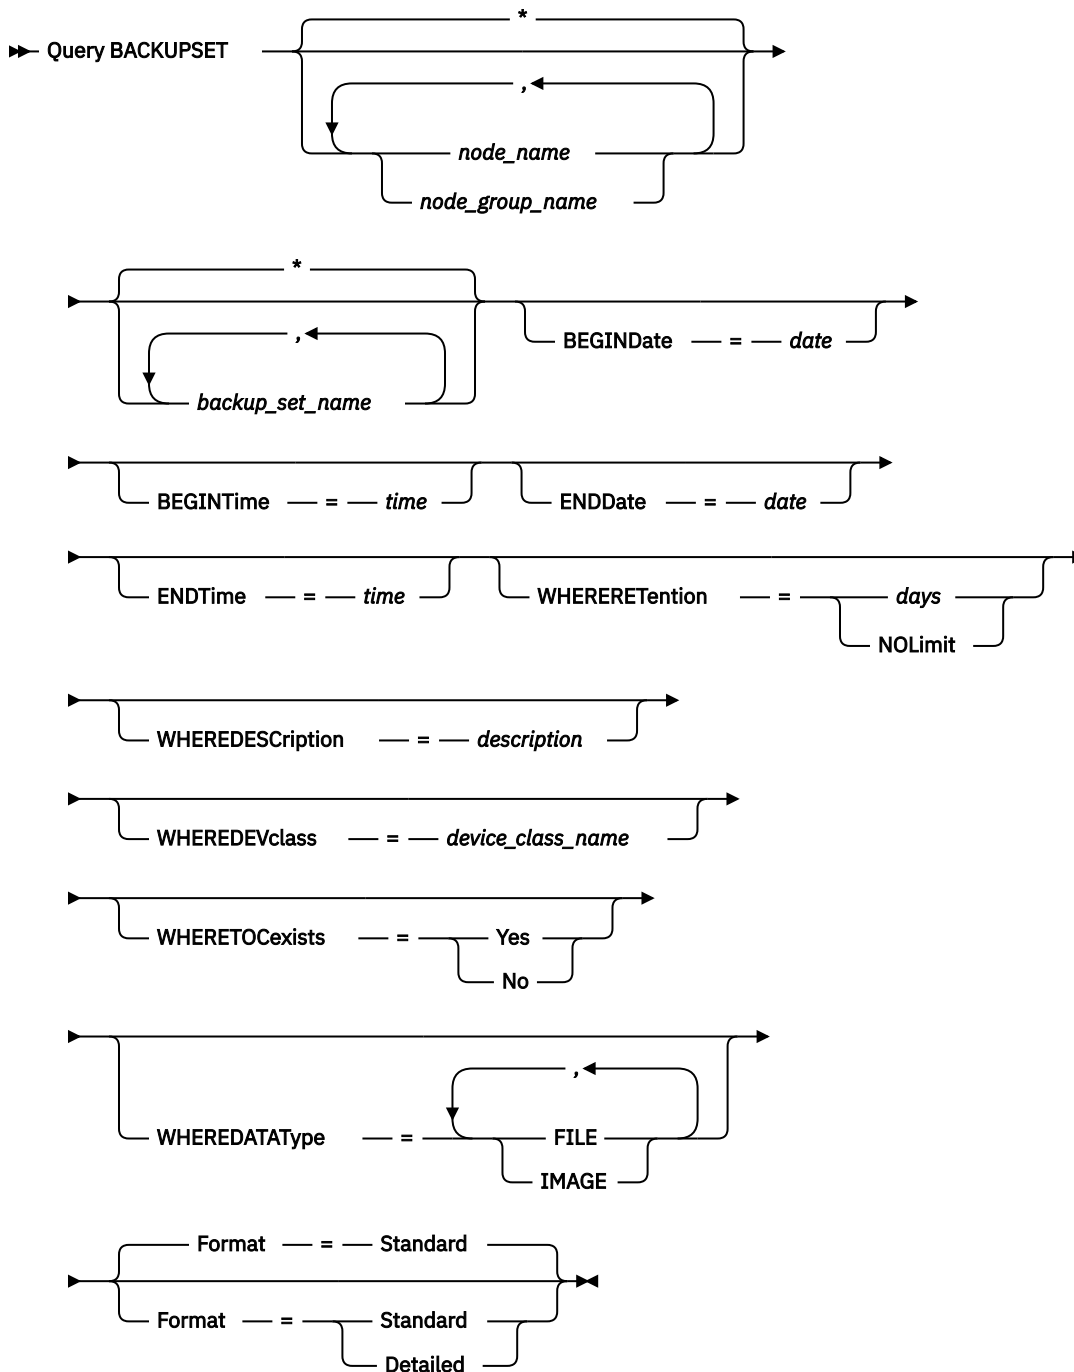 *
Query BACKUPSET
,
node_name
node_group_name
*
,
backup_set_name
BEGINDate = date
BEGINTime = time ENDDate = date
ENDTime = time WHERERETention = days
NOLimit
WHEREDESCription = description
WHEREDEVclass = device_class_name
WHERETOCexists = Yes
No
,
WHEREDATAType = FILE
IMAGE
Format = Standard
Format = Standard
Detailed